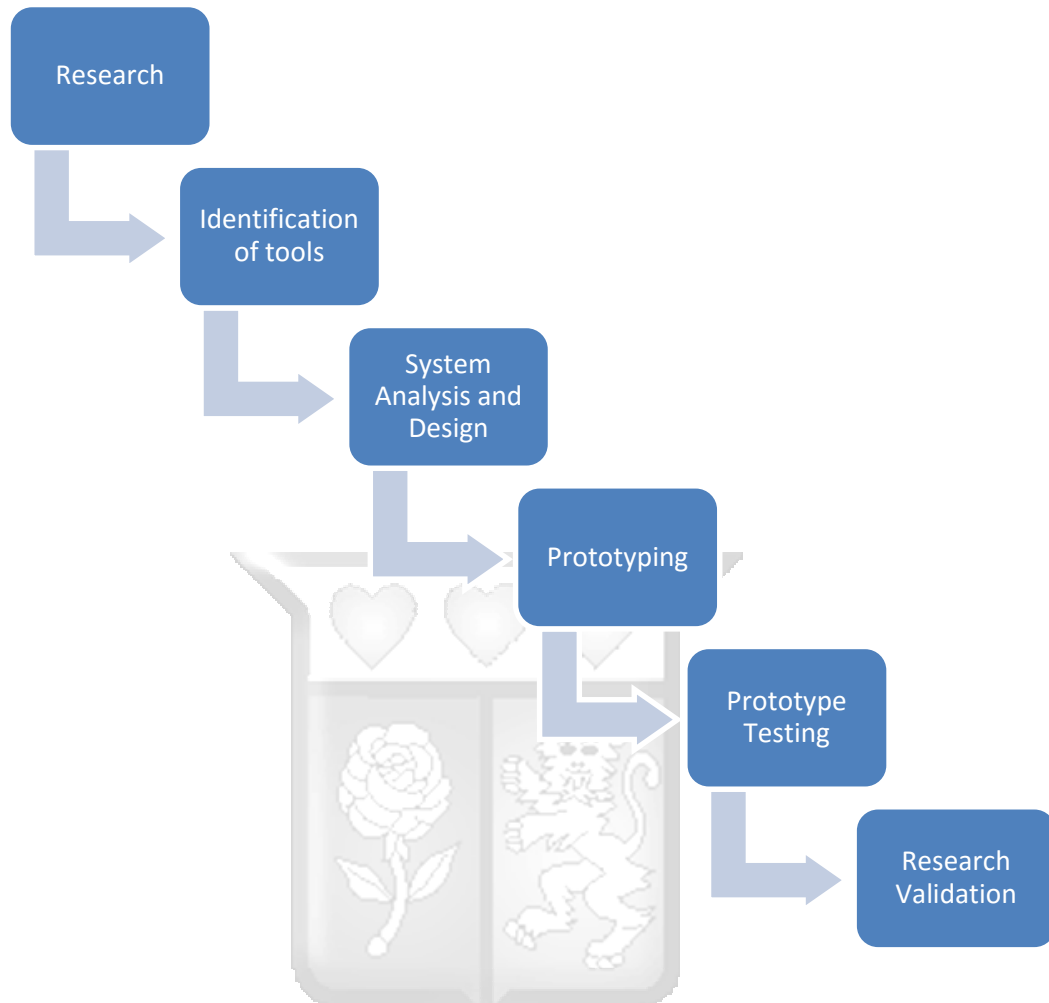 Research
Identification
of tools
System
Analysis and
Design
Prototyping
Prototype
Testing
Research
Validation